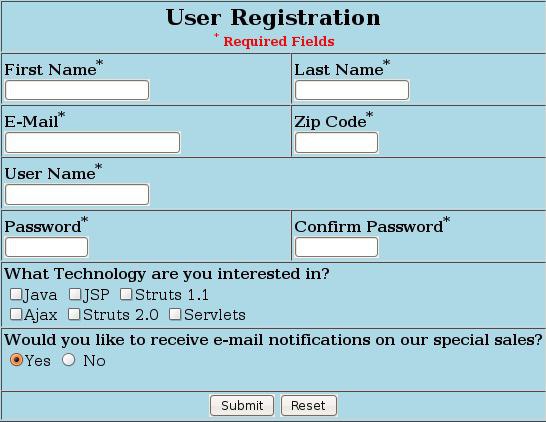 User Registration
* Required Fields
First Name* Last Name*
E-Mail* Zip Code*
User Name*
Password* Confirm Password*
What Technology are you interested in?
Java JSP Struts 1.1
Ajax Struts 2.0 Servlets
Would you like to receive e-mail notifications on our special sales?
Yes No
Submit Reset